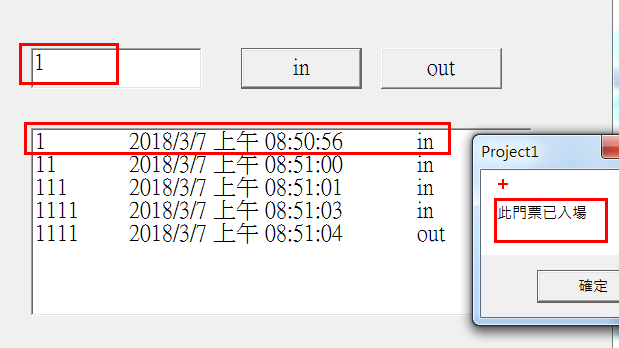 1
in
out
1 2018/3/7 上午 08:50:56 in
11 2018/3/7 上午 08:51:00 in
111 2018/3/7 上午 08:51:01 in
1111 2018/3/7 上午 08:51:03 in
1111 2018/3/7 上午 08:51:04 out
Project1
此門票已入場
確定